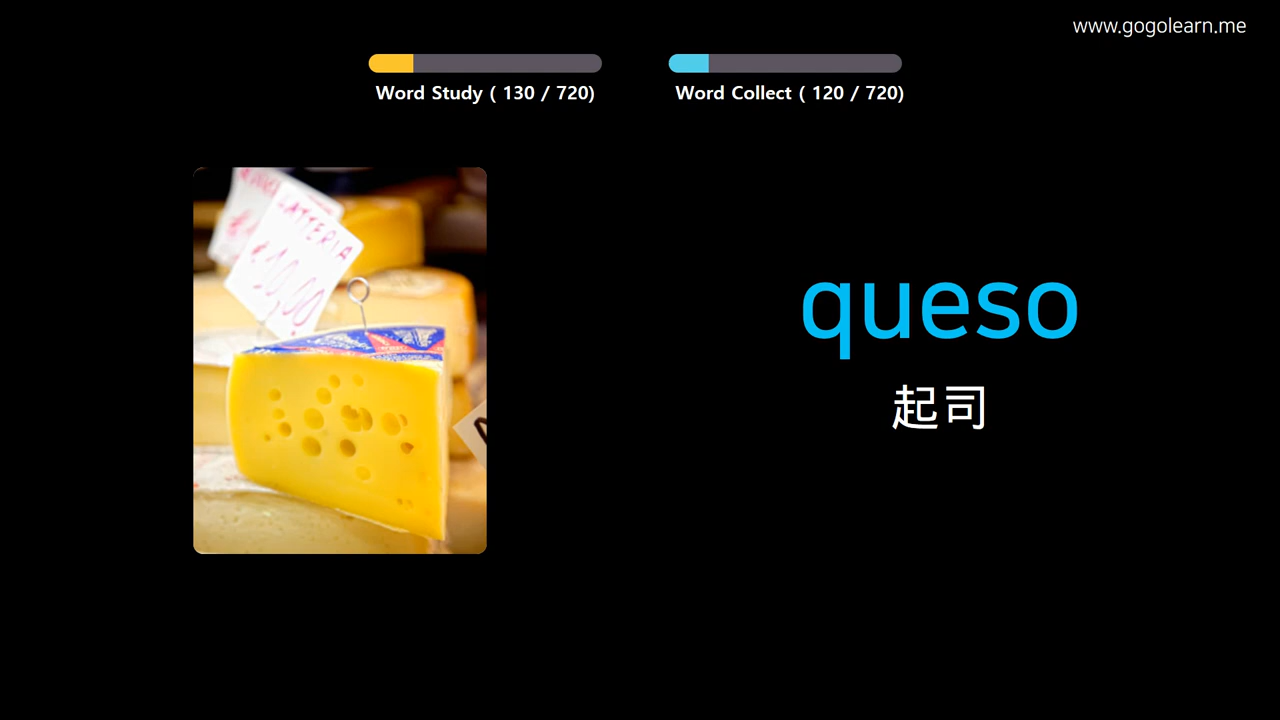 www.gogolearn.me
Word Study ( 130 / 720)
Word Collect ( 120 / 720)
LATTERIA
queso
起司